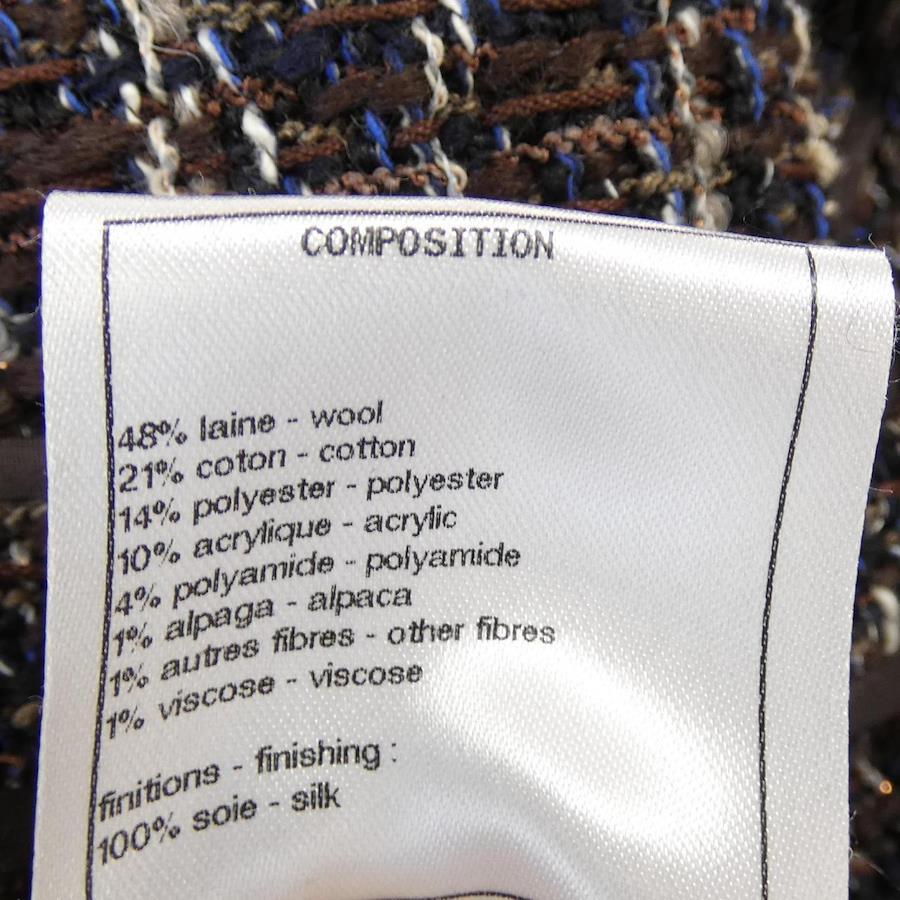 COMPOSITION
48% laine - wool
21% coton - cotton
14% polyester - polyester
10% acrylique - acrylic
4% polyamide - polyamide
1% alpaga - alpaca
1% autres fibres - other fibres
1% viscose - viscose
finitions - finishing :
100% soie - silk